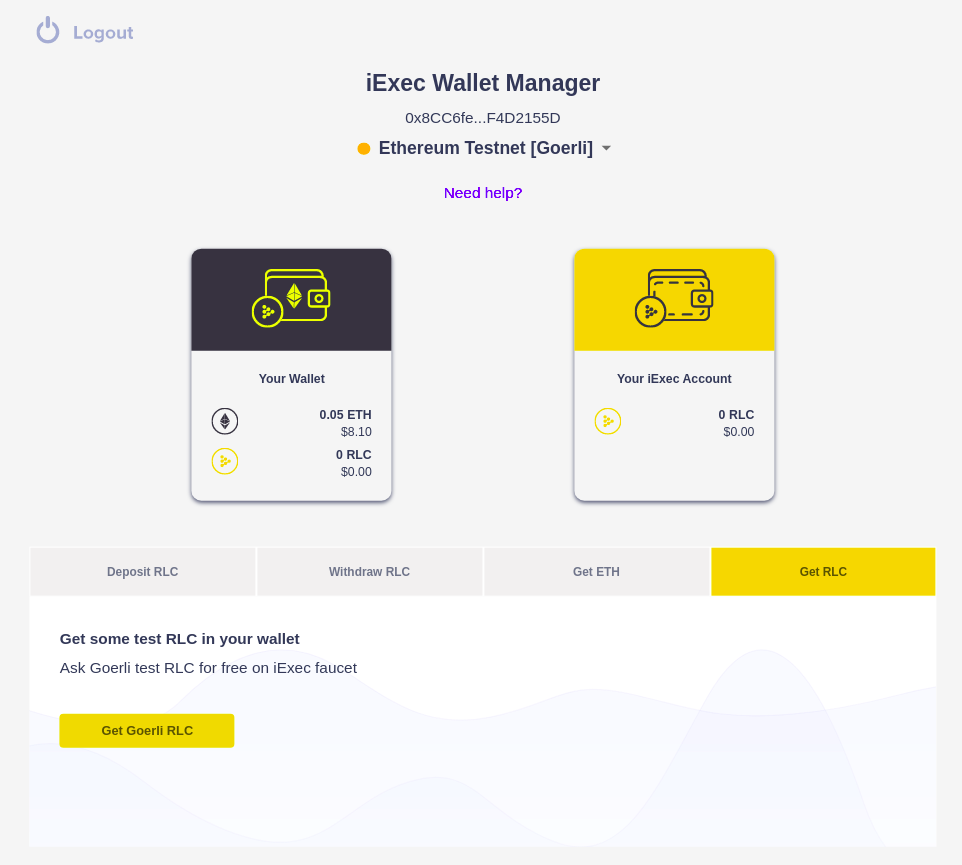 Logout
iExec Wallet Manager
0x8CC6fe...F4D2155D
Ethereum Testnet [Goerli]
Need help?
Your Wallet
0.05 ETH
$8.10
0 RLC
$0.00
Your iExec Account
0 RLC
$0.00
Deposit RLC
Withdraw RLC
Get ETH
Get RLC
Get some test RLC in your wallet
Ask Goerli test RLC for free on iExec faucet
Get Goerli RLC